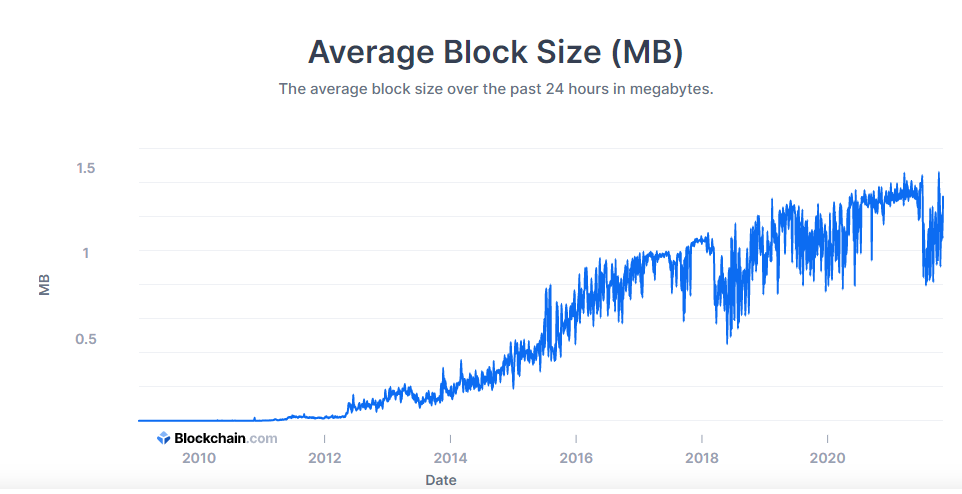 Average Block Size (MB)
The average block size over the past 24 hours in megabytes.
1.5
1
0.5
MB
Blockchain.com
2010
2012
2014
2016
2018
2020
Date